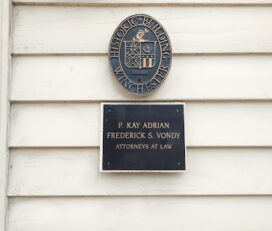 HISTORIC BUILDING
WINCHESTER
P. KAY ADRIAN
FREDERICK S. VONDY
ATTORNEYS AT LAW